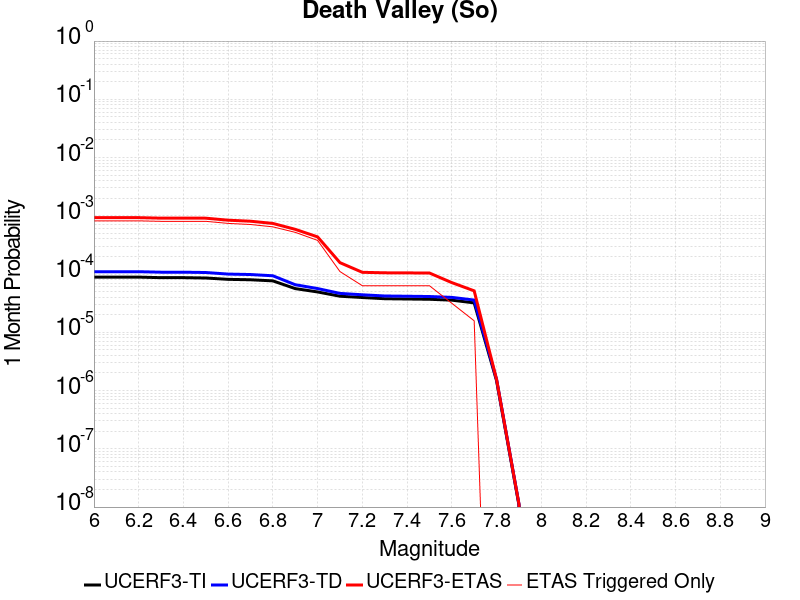 Death Valley (So)
10^0
10^-1
10^-2
10^-3
10^-4
10^-5
10^-6
10^-7
10^-8
1 Month Probability
6 6.2 6.4 6.6 6.8 7 7.2 7.4 7.6 7.8 8 8.2 8.4 8.6 8.8 9
Magnitude
UCERF3-TI UCERF3-TD UCERF3-ETAS ETAS Triggered Only